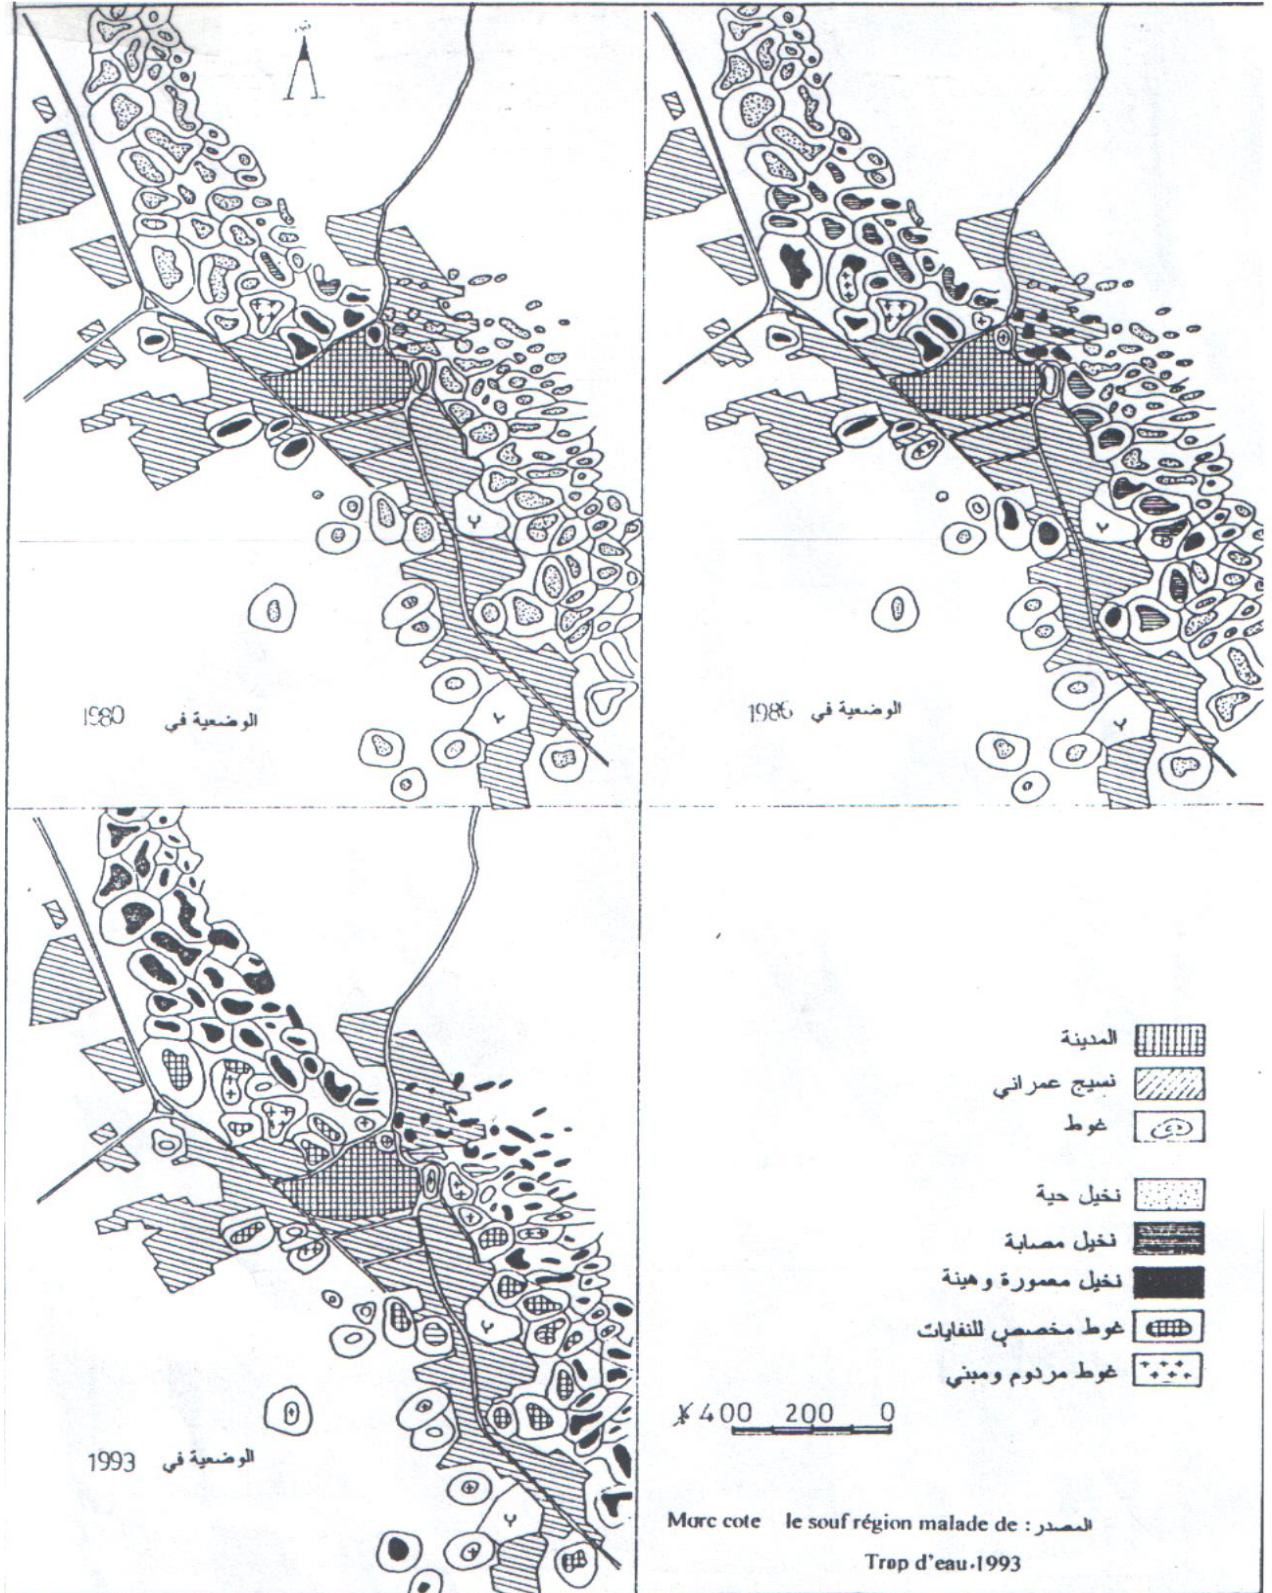 الوضعية في 1980
الوضعية في 1986
الوضعية في 1993
المدينة
نسيج عمراني
غوط
نخيل حية
نخيل مصابة
نخيل معمورة وهينة
غوط مخصص للنفايات
غوط مردوم ومبني
400 200 0
المصدر: Marc cote le souf région malade de
Trop d'eau.1993